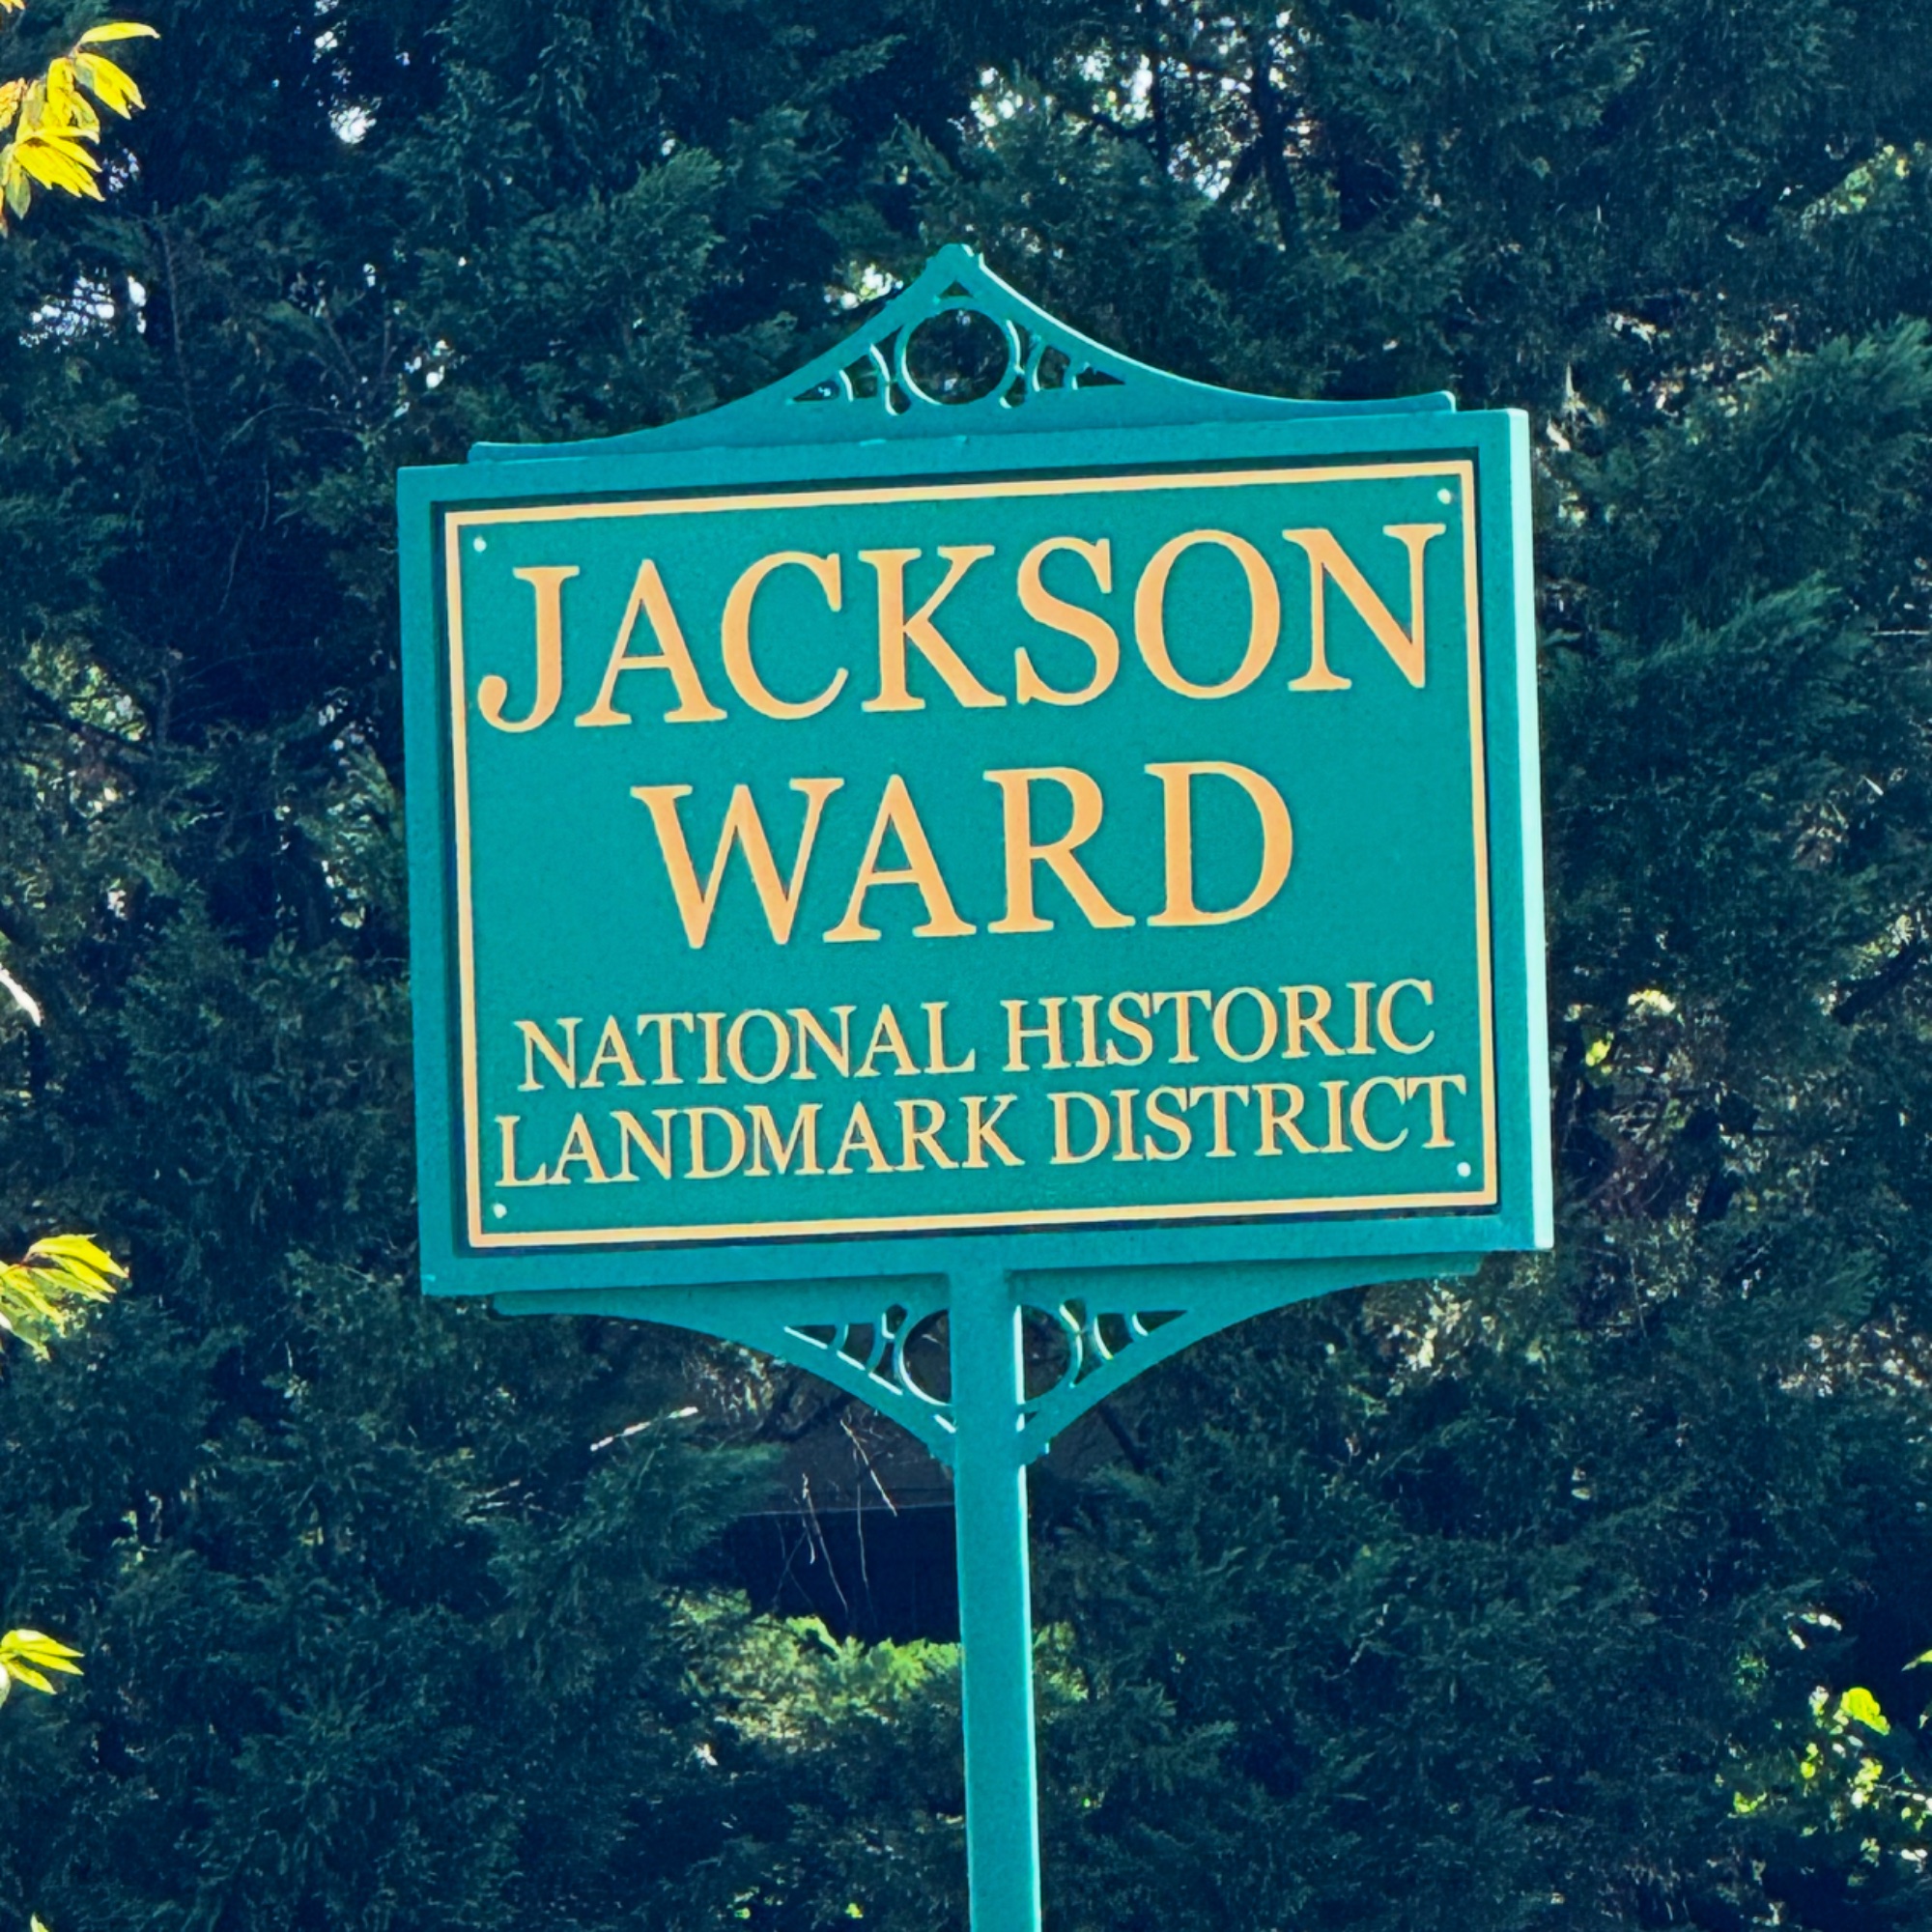 JACKSON
WARD
NATIONAL HISTORIC
LANDMARK DISTRICT